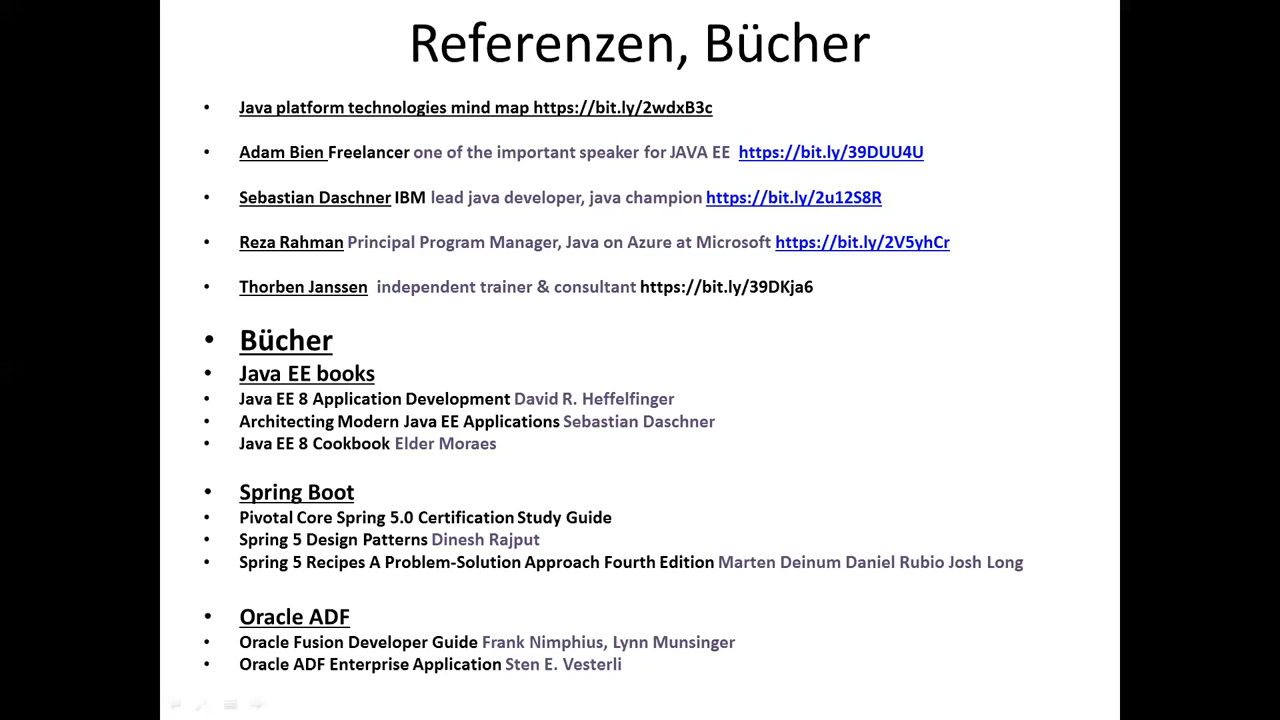 Referenzen, Bücher
• Java platform technologies mind map https://bit.ly/2wdxB3c
• Adam Bien Freelancer one of the important speaker for JAVA EE https://bit.ly/39DUU4U
• Sebastian Daschner IBM lead java developer, java champion https://bit.ly/2u12S8R
• Reza Rahman Principal Program Manager, Java on Azure at Microsoft https://bit.ly/2V5yhCr
• Thorben Janssen independent trainer & consultant https://bit.ly/39DKja6
• Bücher
• Java EE books
• Java EE 8 Application Development David R. Heffelfinger
• Architecting Modern Java EE Applications Sebastian Daschner
• Java EE 8 Cookbook Elder Moraes
• Spring Boot
• Pivotal Core Spring 5.0 Certification Study Guide
• Spring 5 Design Patterns Dinesh Rajput
• Spring 5 Recipes A Problem-Solution Approach Fourth Edition Marten Deinum Daniel Rubio Josh Long
• Oracle ADF
• Oracle Fusion Developer Guide Frank Nimphius, Lynn Munsinger
• Oracle ADF Enterprise Application Sten E. Vesterli